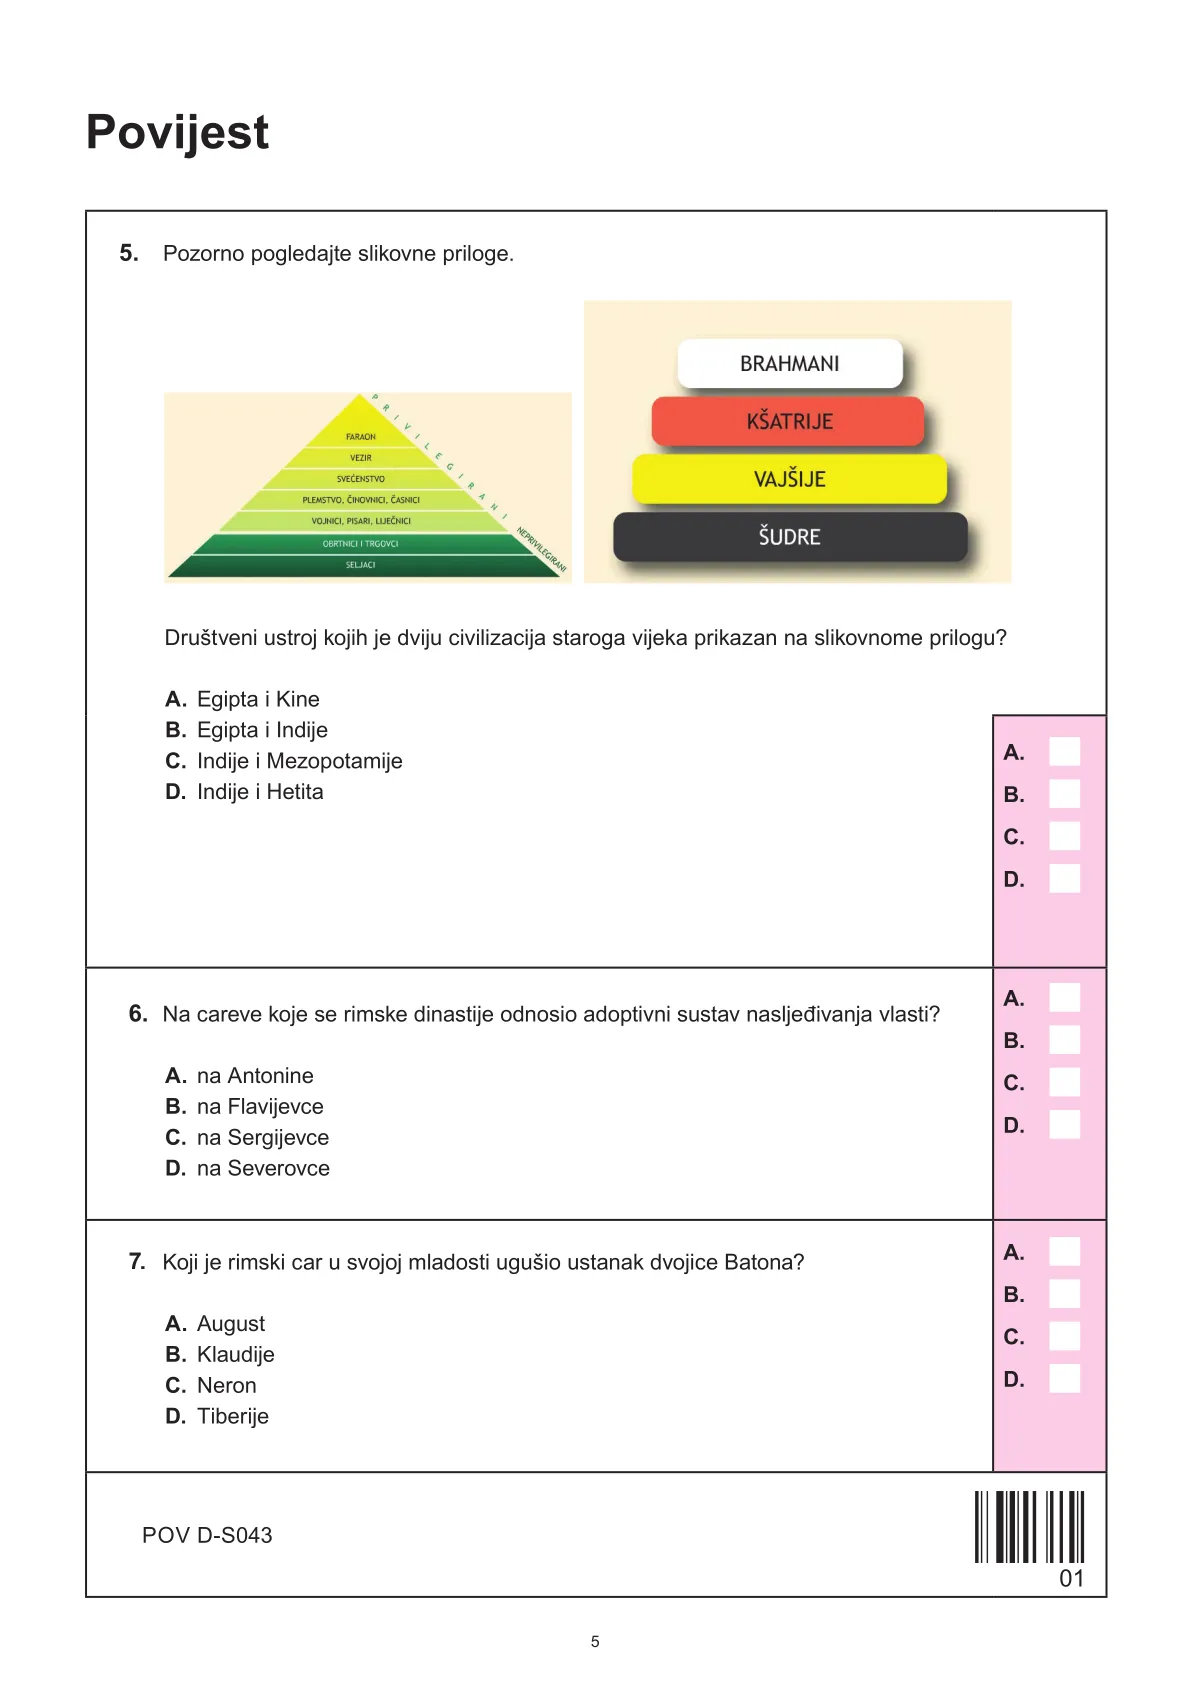 Povijest
5. Pozorno pogledajte slikovne priloge.
PRIVILEGIRANI
NEPRIVILEGIRANI
FARAON
VEZIR
SVEĆENSTVO
PLEMSTVO, ČINOVNICI, ČASNICI
VOJNICI, PISARI, LIJEČNICI
OBRTNICI I TRGOVCI
SELJACI
BRAHMANI
KŠATRIJE
VAJŠIJE
ŠUDRE
Društveni ustroj kojih je dviju civilizacija staroga vijeka prikazan na slikovnome prilogu?
A. Egipta i Kine
B. Egipta i Indije
C. Indije i Mezopotamije
D. Indije i Hetita
A.
B.
C.
D.
6. Na careve koje se rimske dinastije odnosio adoptivni sustav nasljeđivanja vlasti?
A. na Antonine
B. na Flavijevce
C. na Sergijevce
D. na Severovce
A.
B.
C.
D.
7. Koji je rimski car u svojoj mladosti ugušio ustanak dvojice Batona?
A. August
B. Klaudije
C. Neron
D. Tiberije
A.
B.
C.
D.
POV D-S043
01
5